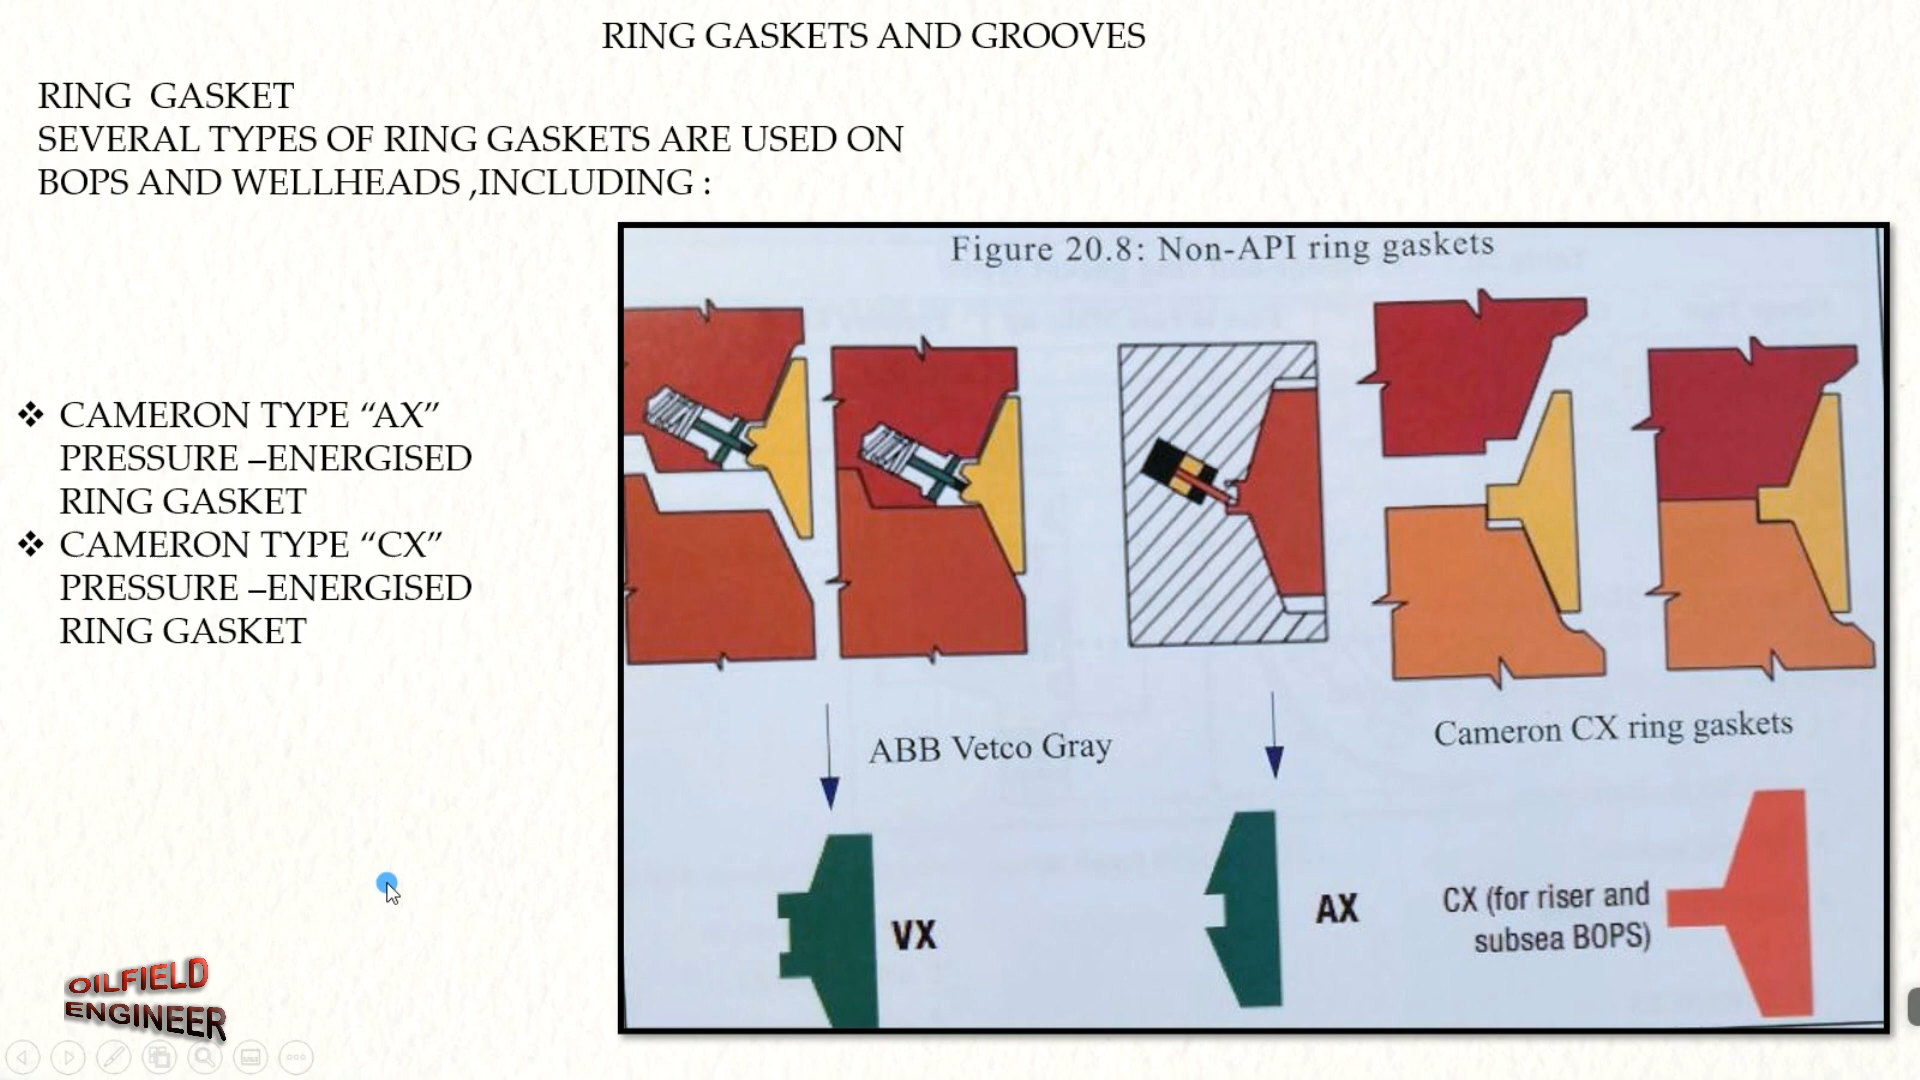 RING GASKETS AND GROOVES
RING GASKET
SEVERAL TYPES OF RING GASKETS ARE USED ON
BOPS AND WELLHEADS ,INCLUDING :
❖ CAMERON TYPE “AX”
PRESSURE –ENERGISED
RING GASKET
❖ CAMERON TYPE “CX”
PRESSURE –ENERGISED
RING GASKET
Figure 20.8: Non-API ring gaskets
ABB Vetco Gray
Cameron CX ring gaskets
VX
AX
CX (for riser and
subsea BOPS)
OILFIELD
ENGINEER